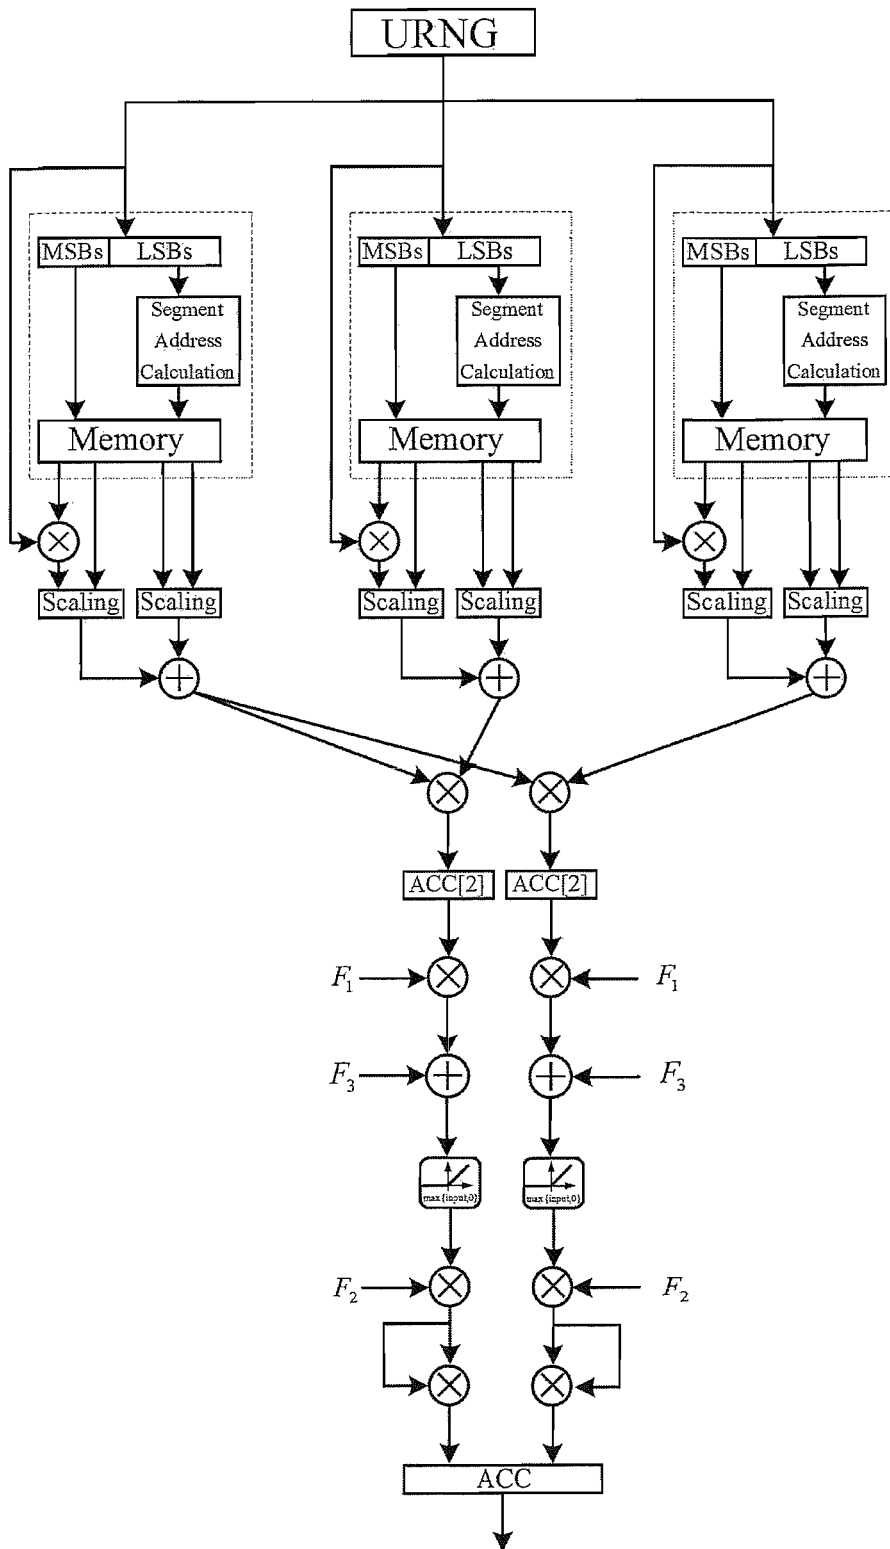 URNG
MSBs LSBs MSBs LSBs MSBs LSBs
Segment Segment Segment
Address Address Address
Calculation Calculation Calculation
Memory Memory Memory
Scaling Scaling Scaling Scaling Scaling Scaling
ACC[2] ACC[2]
F₁ F₁
F₃ F₃
max{input,0} max{input,0}
F₂ F₂
ACC